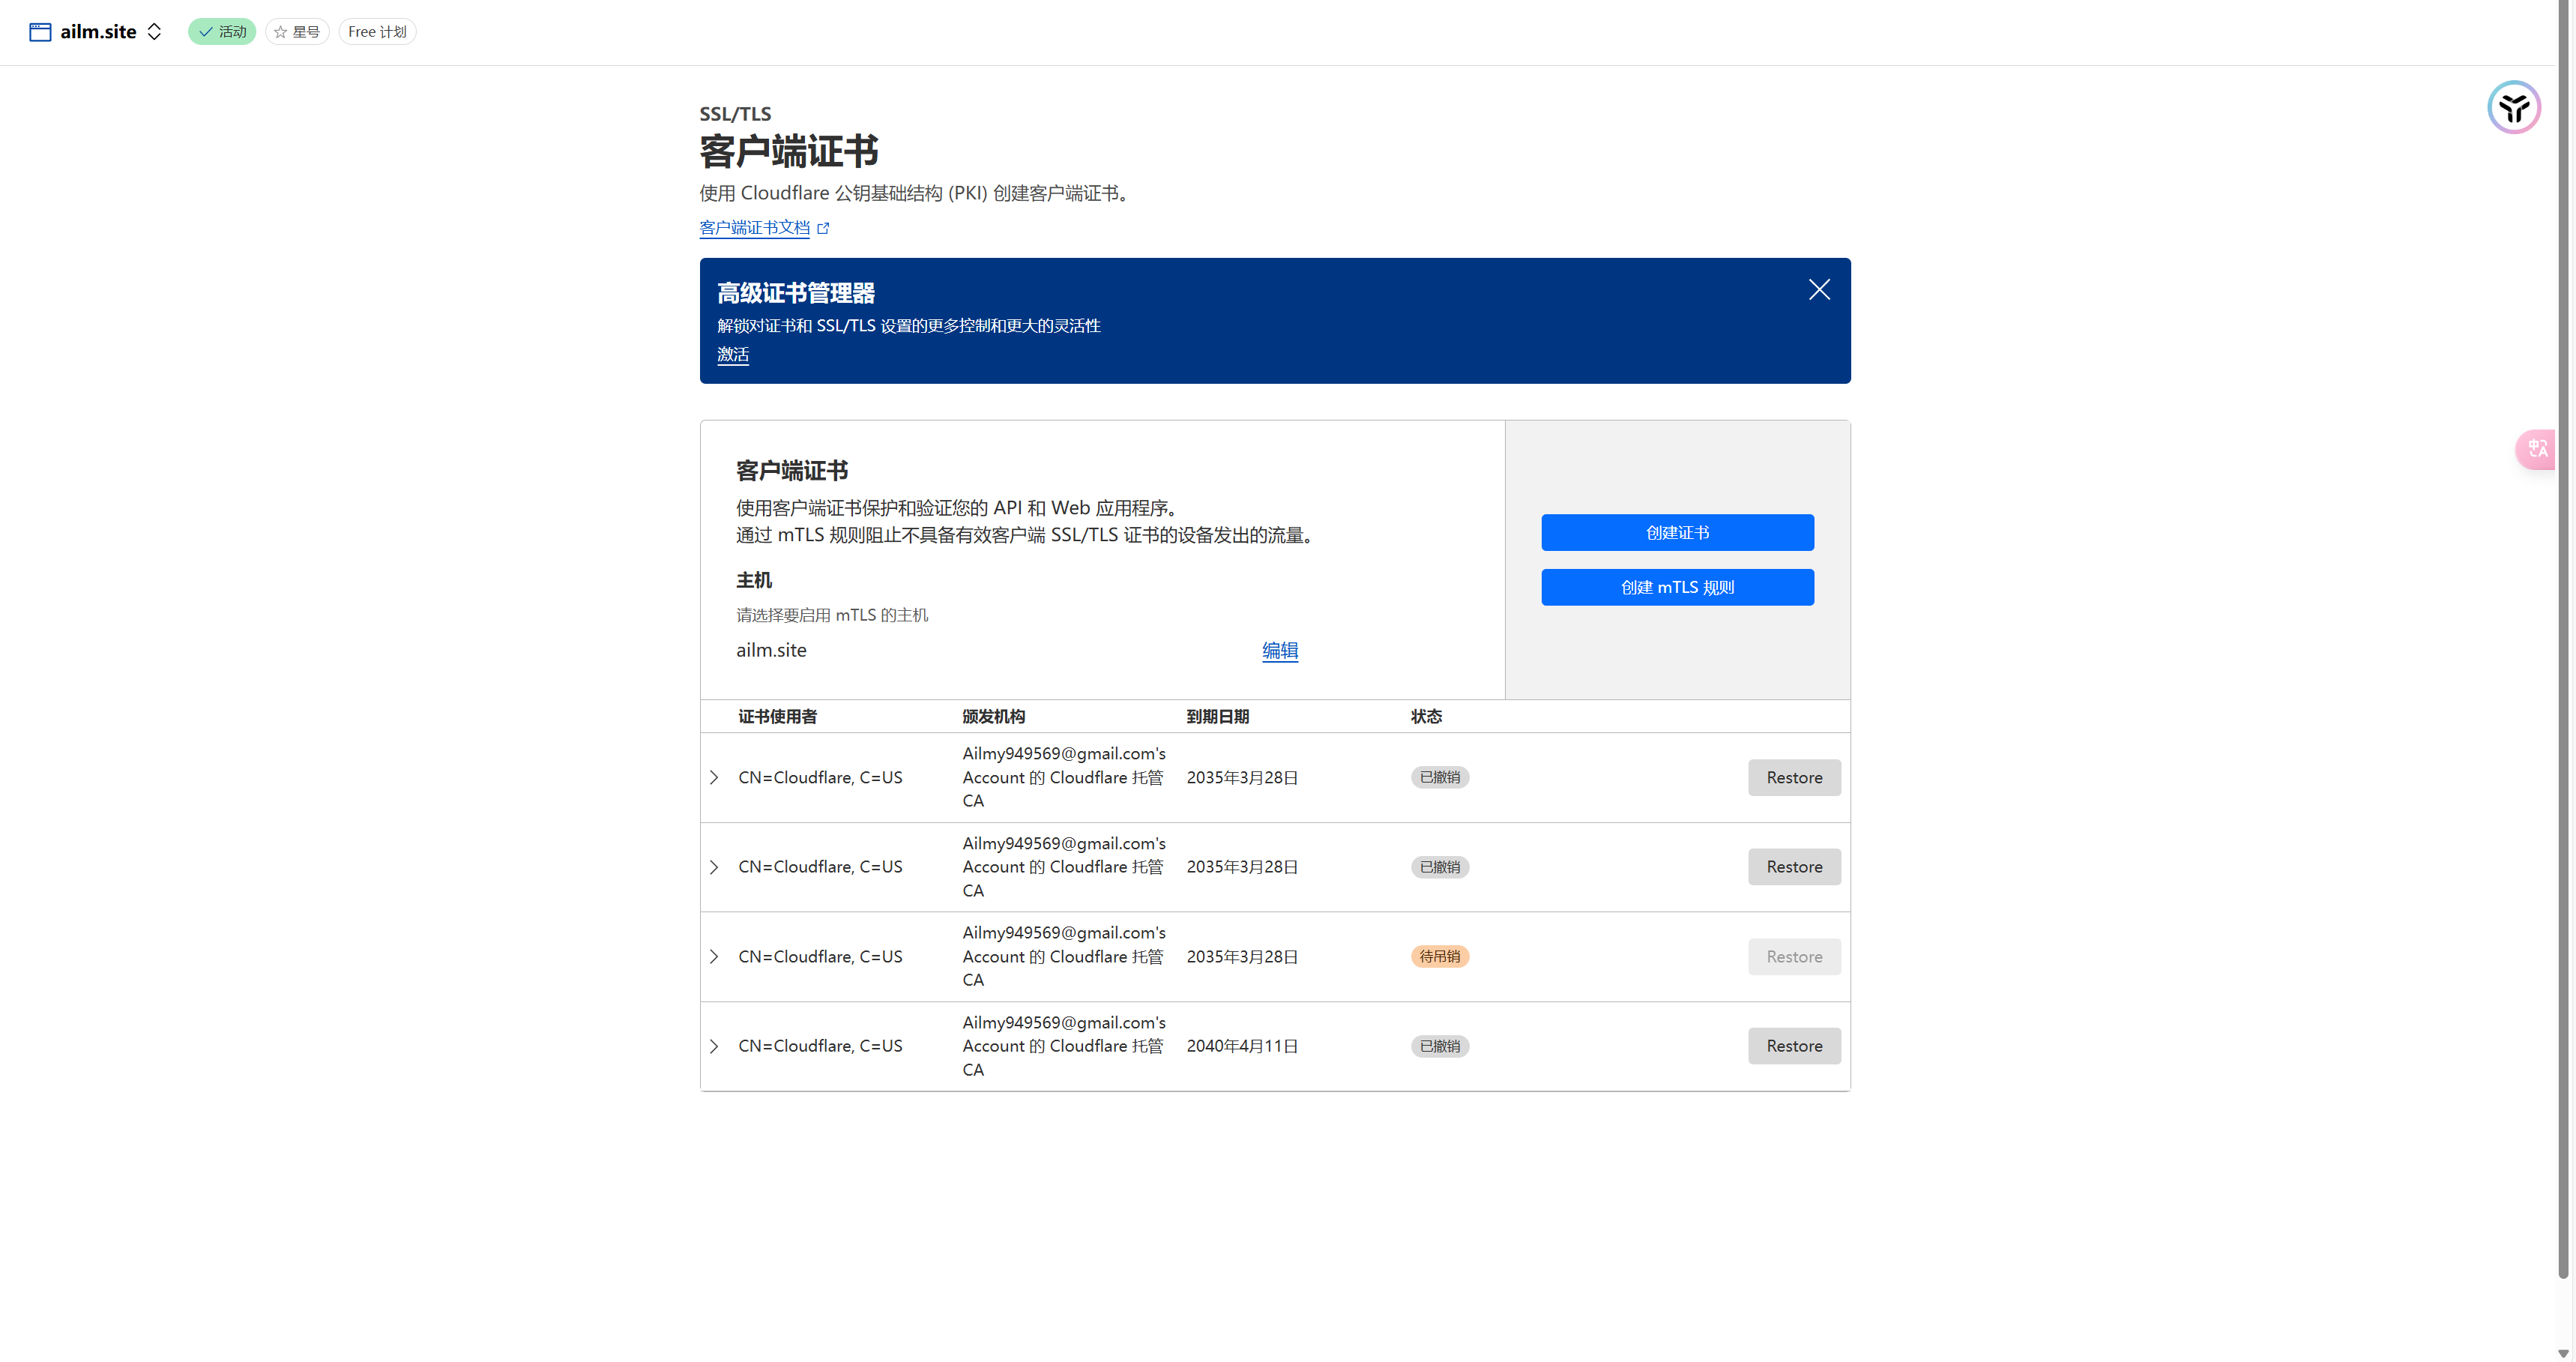 ailm.site
活动
星号
Free 计划
SSL/TLS
客户端证书
使用 Cloudflare 公钥基础结构 (PKI) 创建客户端证书。
客户端证书文档
高级证书管理器
解锁对证书和 SSL/TLS 设置的更多控制和更大的灵活性
激活
客户端证书
使用客户端证书保护和验证您的 API 和 Web 应用程序。
通过 mTLS 规则阻止不具备有效客户端 SSL/TLS 证书的设备发出的流量。
主机
请选择要启用 mTLS 的主机
ailm.site 编辑
创建证书
创建 mTLS 规则
证书使用者 颁发机构 到期日期 状态
Ailmy949569@gmail.com's
CN=Cloudflare, C=US Account 的 Cloudflare 托管 2035年3月28日 已撤销 Restore
CA
Ailmy949569@gmail.com's
CN=Cloudflare, C=US Account 的 Cloudflare 托管 2035年3月28日 已撤销 Restore
CA
Ailmy949569@gmail.com's
CN=Cloudflare, C=US Account 的 Cloudflare 托管 2035年3月28日 待吊销 Restore
CA
Ailmy949569@gmail.com's
CN=Cloudflare, C=US Account 的 Cloudflare 托管 2040年4月11日 已撤销 Restore
CA